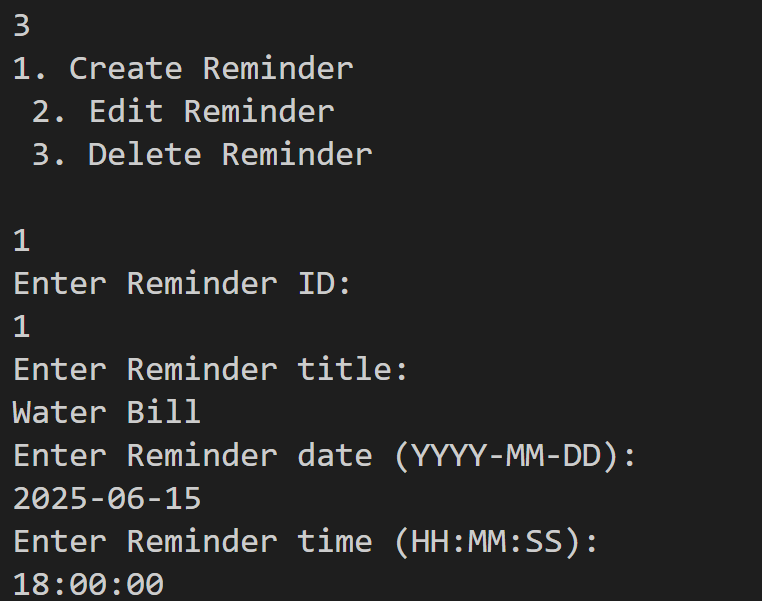 3
1. Create Reminder
2. Edit Reminder
3. Delete Reminder
1
Enter Reminder ID:
1
Enter Reminder title:
Water Bill
Enter Reminder date (YYYY-MM-DD):
2025-06-15
Enter Reminder time (HH:MM:SS):
18:00:00